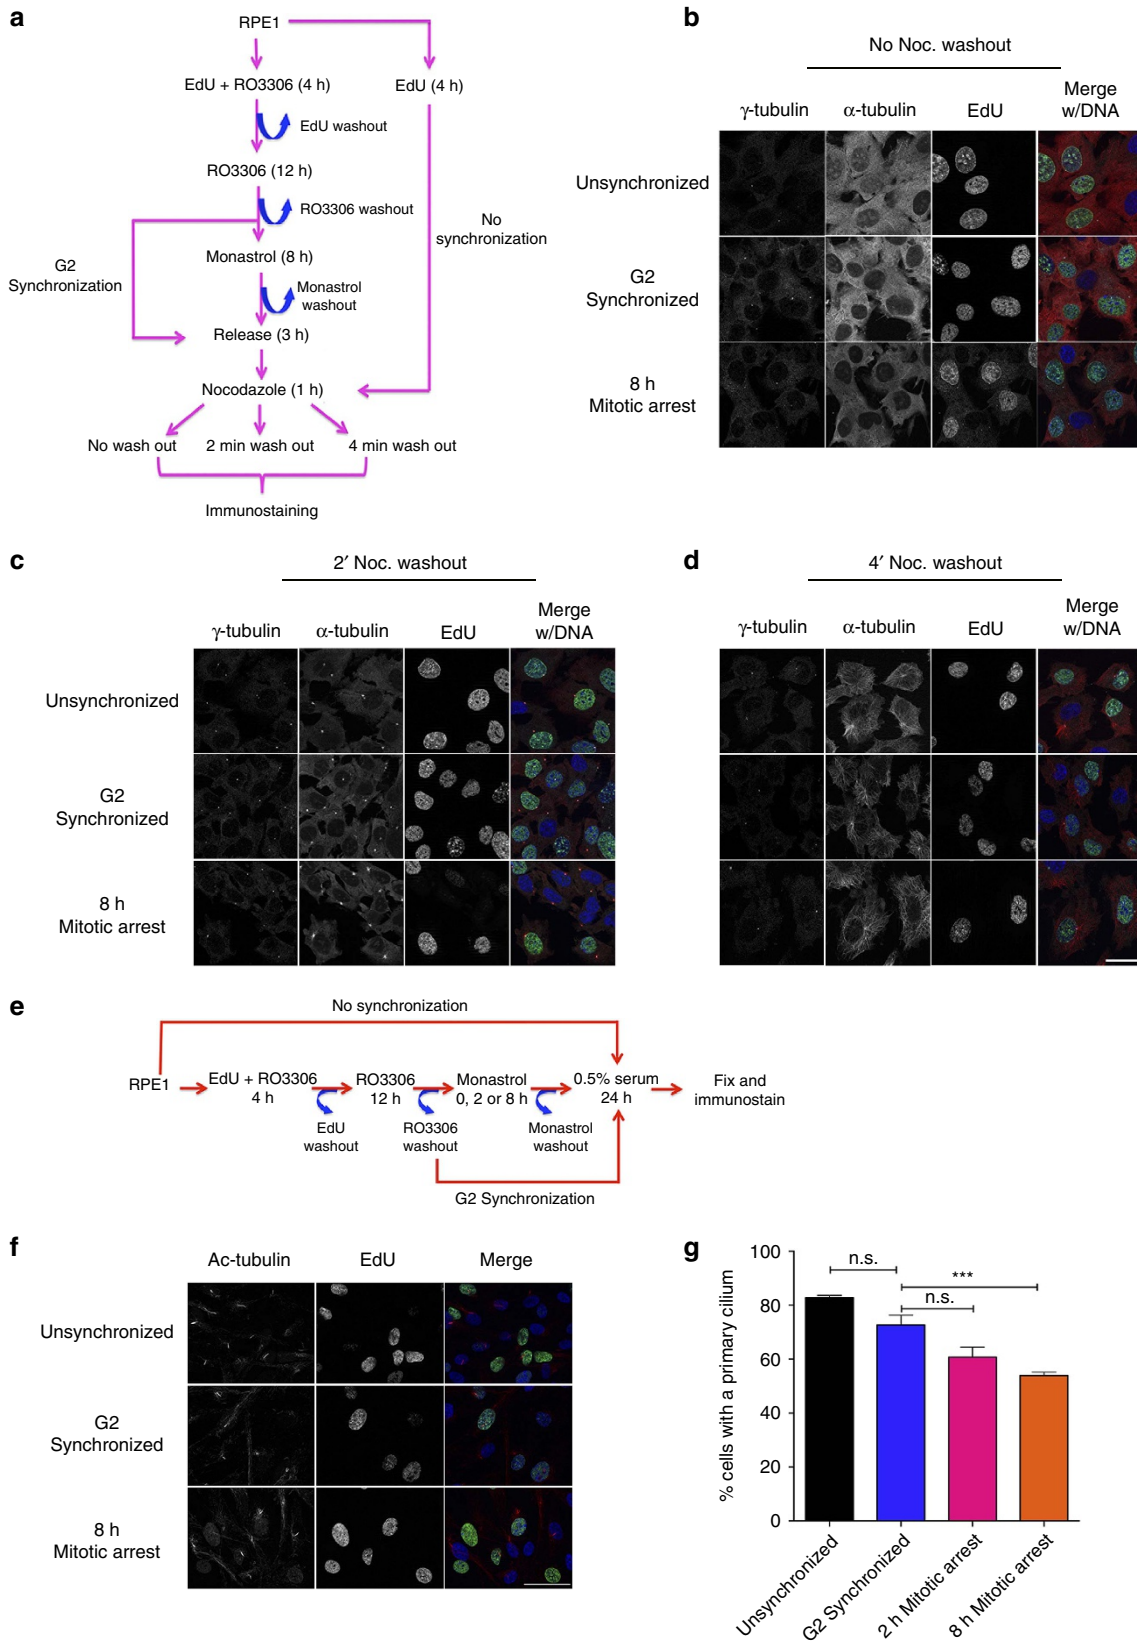 a
RPE1
EdU + RO3306 (4 h)
EdU (4 h)
EdU washout
RO3306 (12 h)
RO3306 washout
No
synchronization
Monastrol (8 h)
G2
Synchronization
Monastrol
washout
Release (3 h)
Nocodazole (1 h)
No wash out
2 min wash out
4 min wash out
Immunostaining
b
No Noc. washout
γ-tubulin
α-tubulin
EdU
Merge
w/DNA
Unsynchronized
G2
Synchronized
8 h
Mitotic arrest
c
2′ Noc. washout
γ-tubulin
α-tubulin
EdU
Merge
w/DNA
Unsynchronized
G2
Synchronized
8 h
Mitotic arrest
d
4′ Noc. washout
γ-tubulin
α-tubulin
EdU
Merge
w/DNA
e
No synchronization
RPE1
EdU + RO3306
4 h
RO3306
12 h
Monastrol
0, 2 or 8 h
0.5% serum
24 h
Fix and
immunostain
EdU
washout
RO3306
washout
Monastrol
washout
G2 Synchronization
f
Ac-tubulin
EdU
Merge
Unsynchronized
G2
Synchronized
8 h
Mitotic arrest
g
% cells with a primary cilium
100
80
60
40
20
0
n.s.
***
n.s.
Unsynchronized
G2 Synchronized
2 h Mitotic arrest
8 h Mitotic arrest